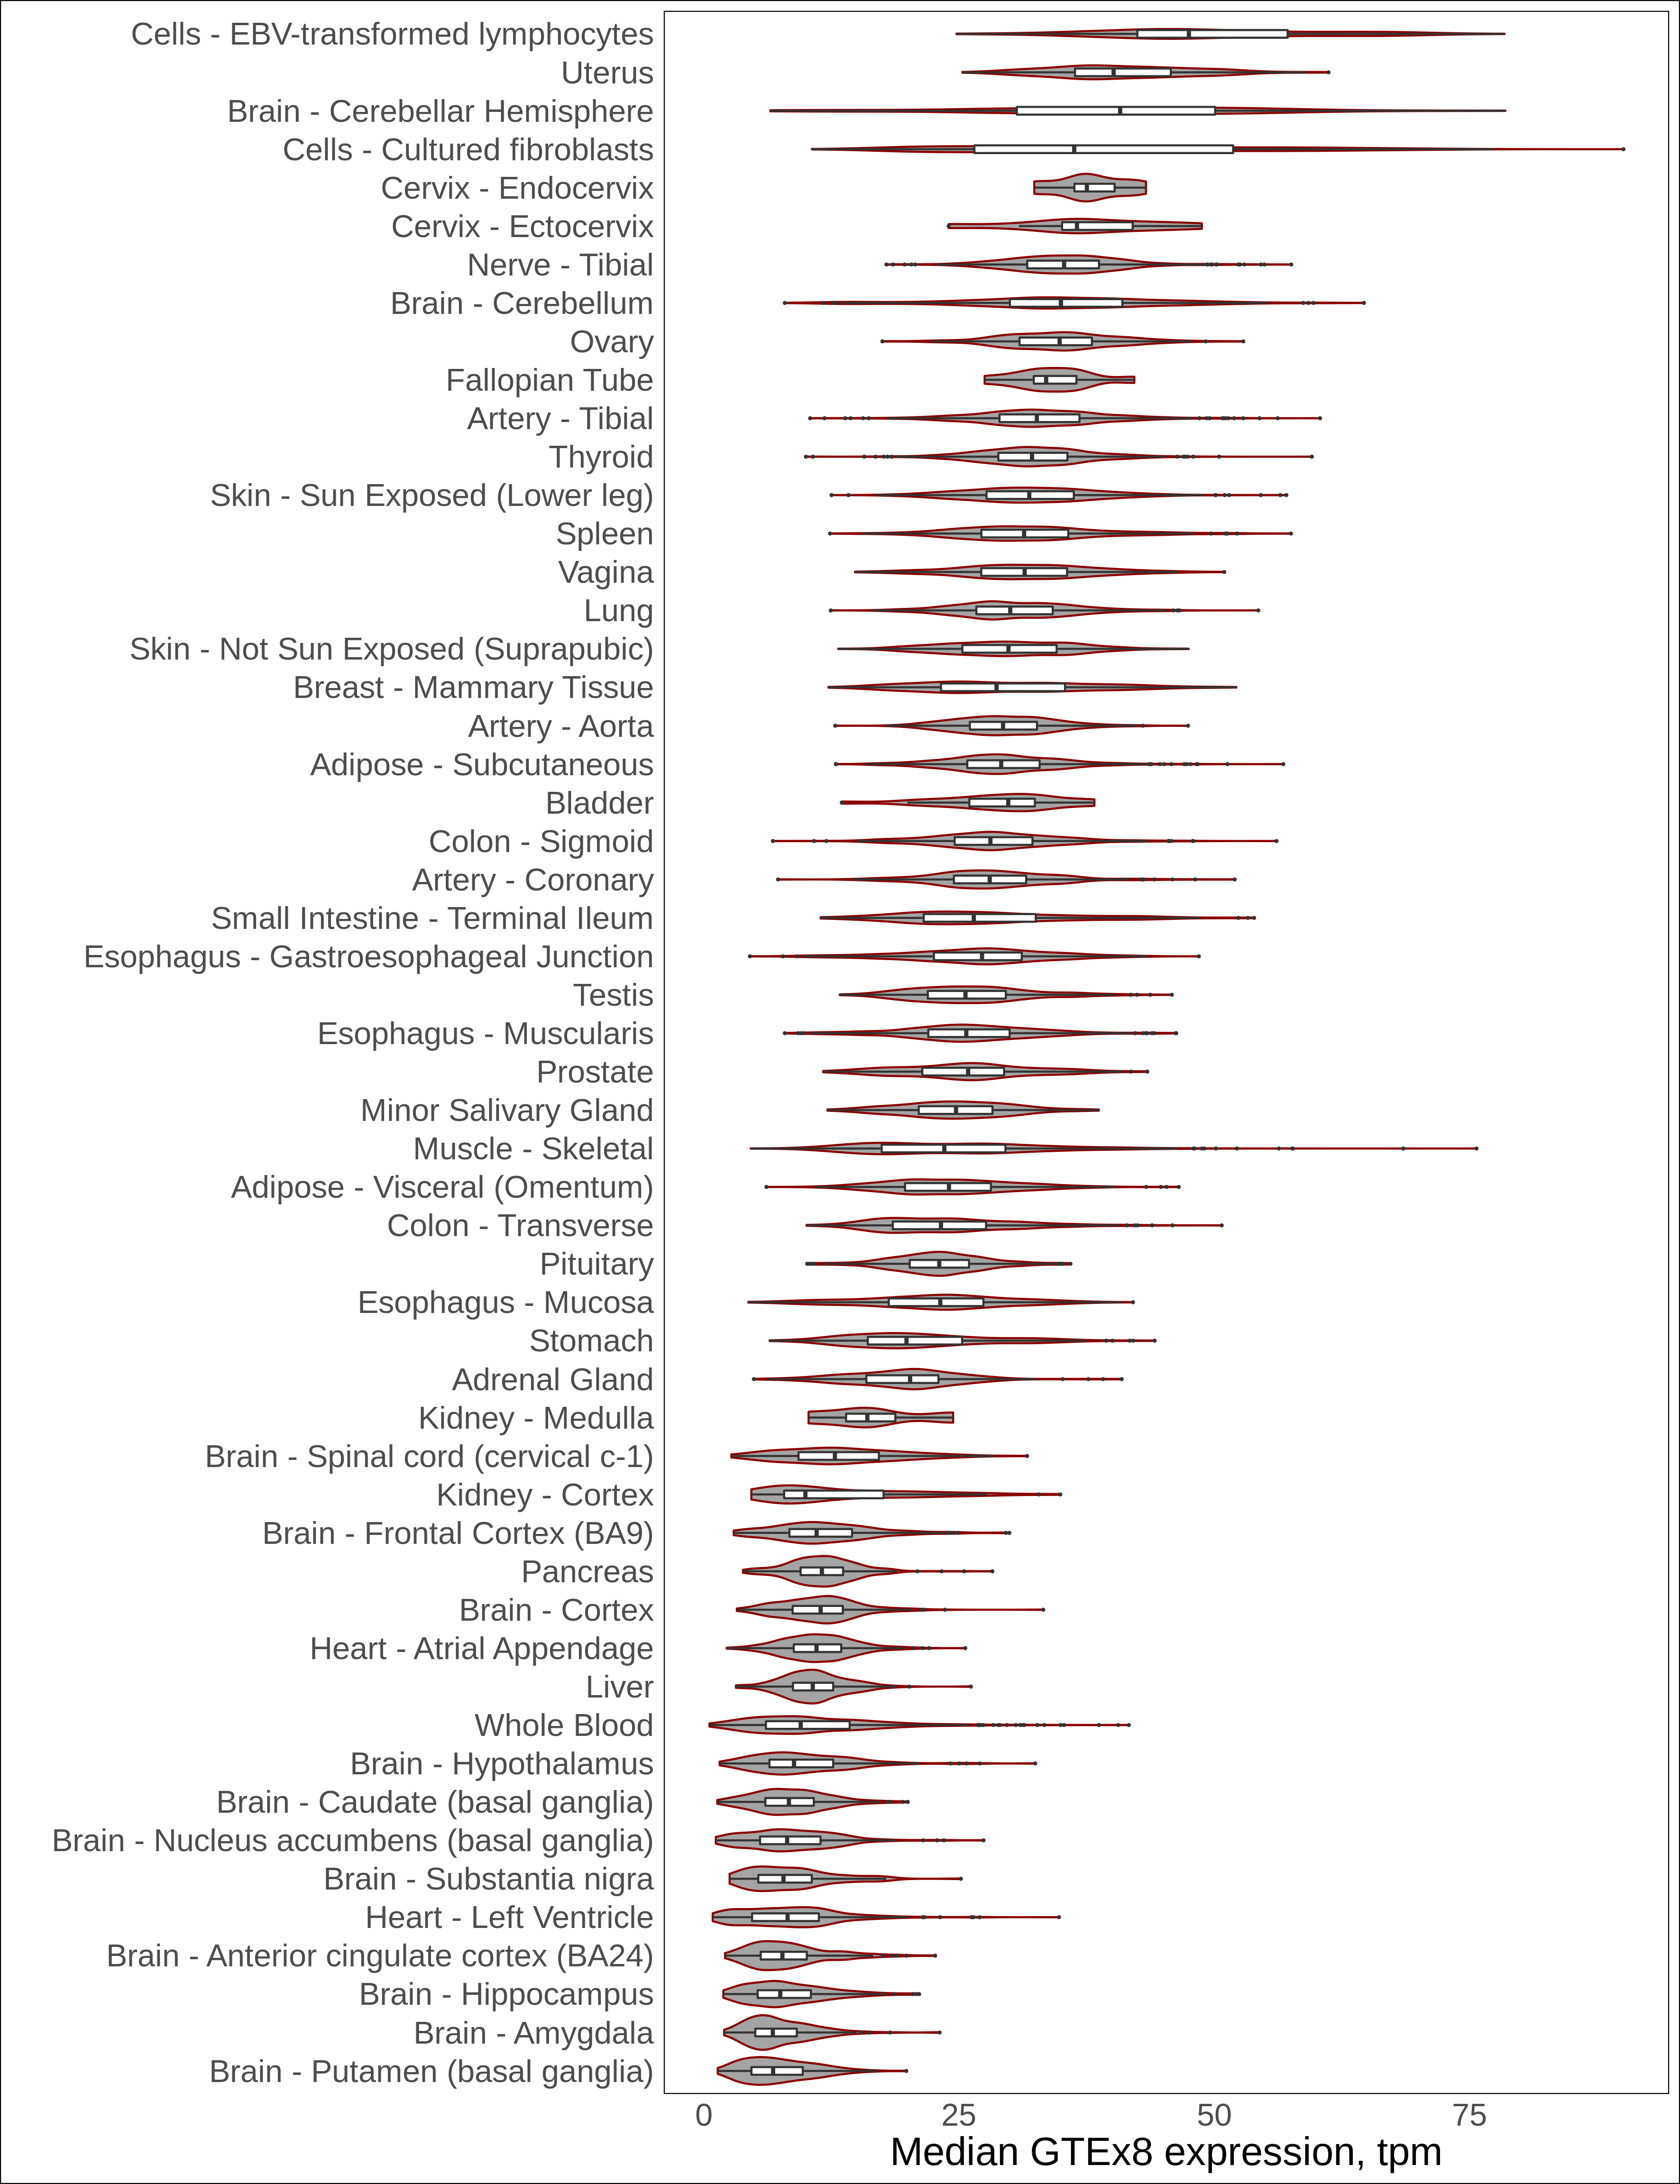 Cells - EBV-transformed lymphocytes
Uterus
Brain - Cerebellar Hemisphere
Cells - Cultured fibroblasts
Cervix - Endocervix
Cervix - Ectocervix
Nerve - Tibial
Brain - Cerebellum
Ovary
Fallopian Tube
Artery - Tibial
Thyroid
Skin - Sun Exposed (Lower leg)
Spleen
Vagina
Lung
Skin - Not Sun Exposed (Suprapubic)
Breast - Mammary Tissue
Artery - Aorta
Adipose - Subcutaneous
Bladder
Colon - Sigmoid
Artery - Coronary
Small Intestine - Terminal Ileum
Esophagus - Gastroesophageal Junction
Testis
Esophagus - Muscularis
Prostate
Minor Salivary Gland
Muscle - Skeletal
Adipose - Visceral (Omentum)
Colon - Transverse
Pituitary
Esophagus - Mucosa
Stomach
Adrenal Gland
Kidney - Medulla
Brain - Spinal cord (cervical c-1)
Kidney - Cortex
Brain - Frontal Cortex (BA9)
Pancreas
Brain - Cortex
Heart - Atrial Appendage
Liver
Whole Blood
Brain - Hypothalamus
Brain - Caudate (basal ganglia)
Brain - Nucleus accumbens (basal ganglia)
Brain - Substantia nigra
Heart - Left Ventricle
Brain - Anterior cingulate cortex (BA24)
Brain - Hippocampus
Brain - Amygdala
Brain - Putamen (basal ganglia)
0 25 50 75
Median GTEx8 expression, tpm